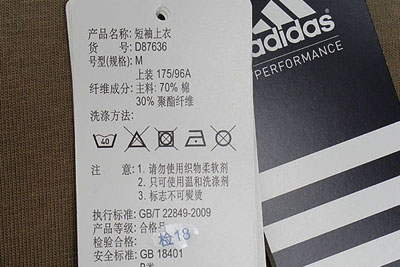 产品名称: 短袖上衣
货 号: D87636
号型(规格): M
上装 175/96A
纤维成分: 主料: 70% 棉
30% 聚酯纤维
洗涤方法:
40
注 意: 1. 请勿使用织物柔软剂
2. 只可使用温和洗涤剂
3. 标志不可熨烫
执行标准: GB/T 22849-2009
产品等级: 合格品
检验合格: 检18
安全标准: GB 18401
B类
adidas
PERFORMANCE